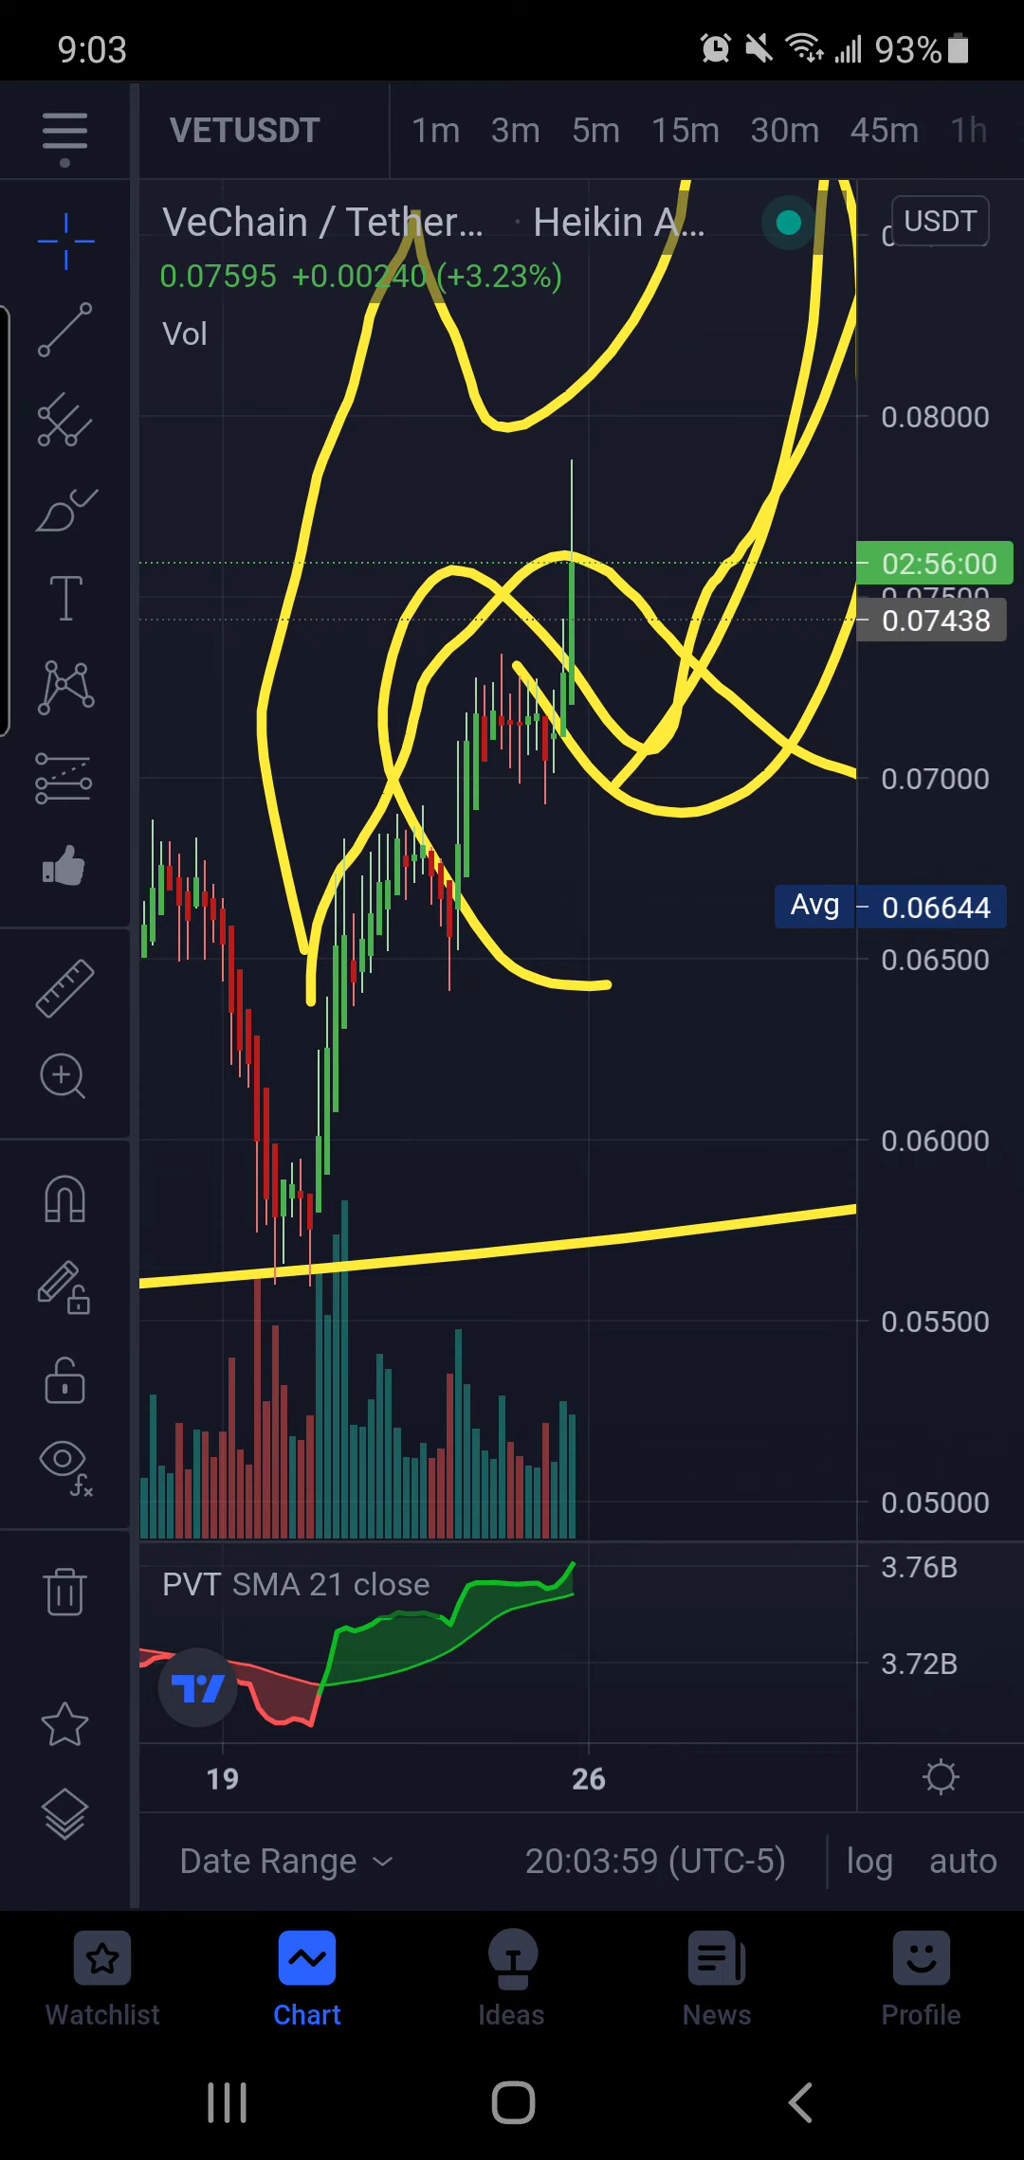 9:03 93%
VETUSDT 1m 3m 5m 15m 30m 45m 1h
VeChain / Tether... · Heikin A... USDT
0.07595 +0.00240 (+3.23%)
Vol
0.08000
02:56:00
0.07500
0.07438
0.07000
Avg 0.06644
0.06500
0.06000
0.05500
0.05000
3.76B
PVT SMA 21 close
3.72B
19 26
Date Range 20:03:59 (UTC-5) log auto
Watchlist Chart Ideas News Profile